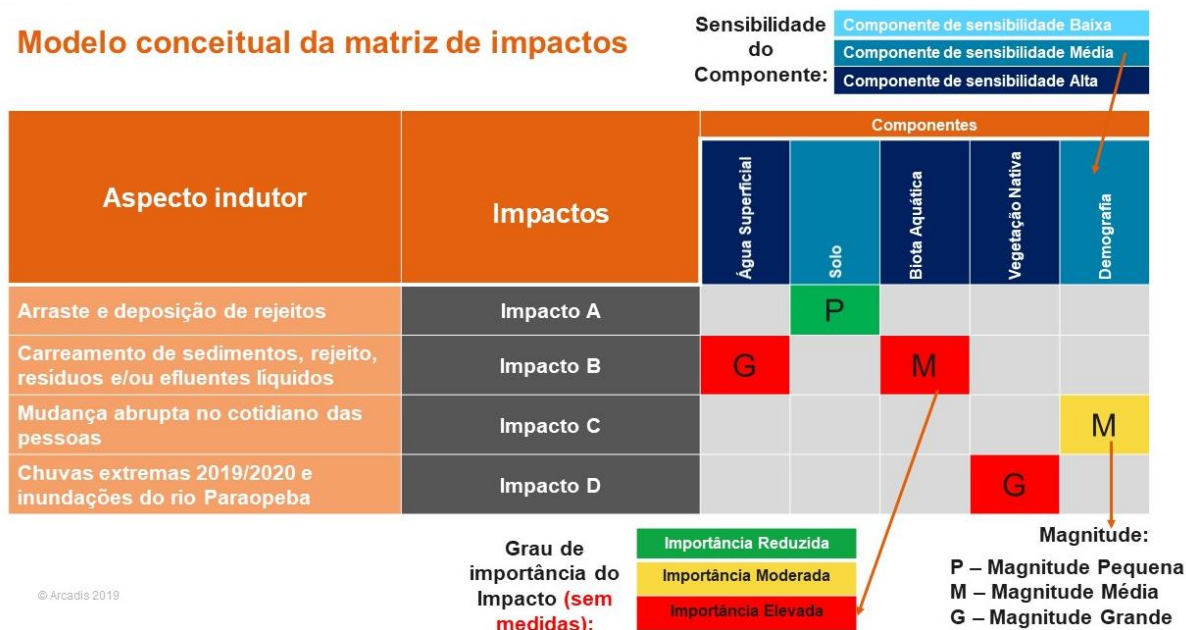 Modelo conceitual da matriz de impactos
Sensibilidade
do
Componente:
Componente de sensibilidade Baixa
Componente de sensibilidade Média
Componente de sensibilidade Alta
Aspecto indutor
Impactos
Componentes
Água Superficial
Solo
Biota Aquática
Vegetação Nativa
Demografia
Arraste e deposição de rejeitos
Impacto A
P
Carreamento de sedimentos, rejeito,
resíduos e/ou efluentes líquidos
Impacto B
G
M
Mudança abrupta no cotidiano das
pessoas
Impacto C
M
Chuvas extremas 2019/2020 e
inundações do rio Paraopeba
Impacto D
G
Grau de
importância do
Impacto (sem
medidas):
Importância Reduzida
Importância Moderada
Importância Elevada
Magnitude:
P – Magnitude Pequena
M – Magnitude Média
G – Magnitude Grande
© Arcadis 2019